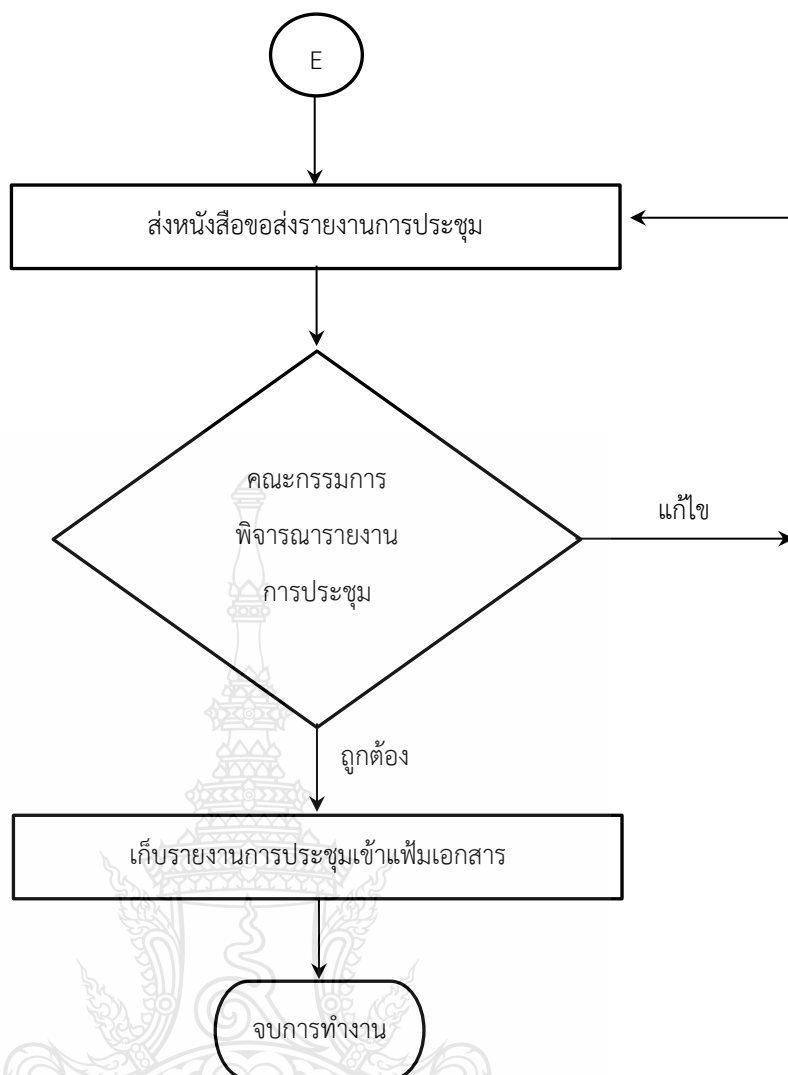 E
ส่งหนังสือขอส่งรายงานการประชุม
คณะกรรมการ
พิจารณารายงาน
การประชุม
แก้ไข
ถูกต้อง
เก็บรายงานการประชุมเข้าแฟ้มเอกสาร
จบการทำงาน